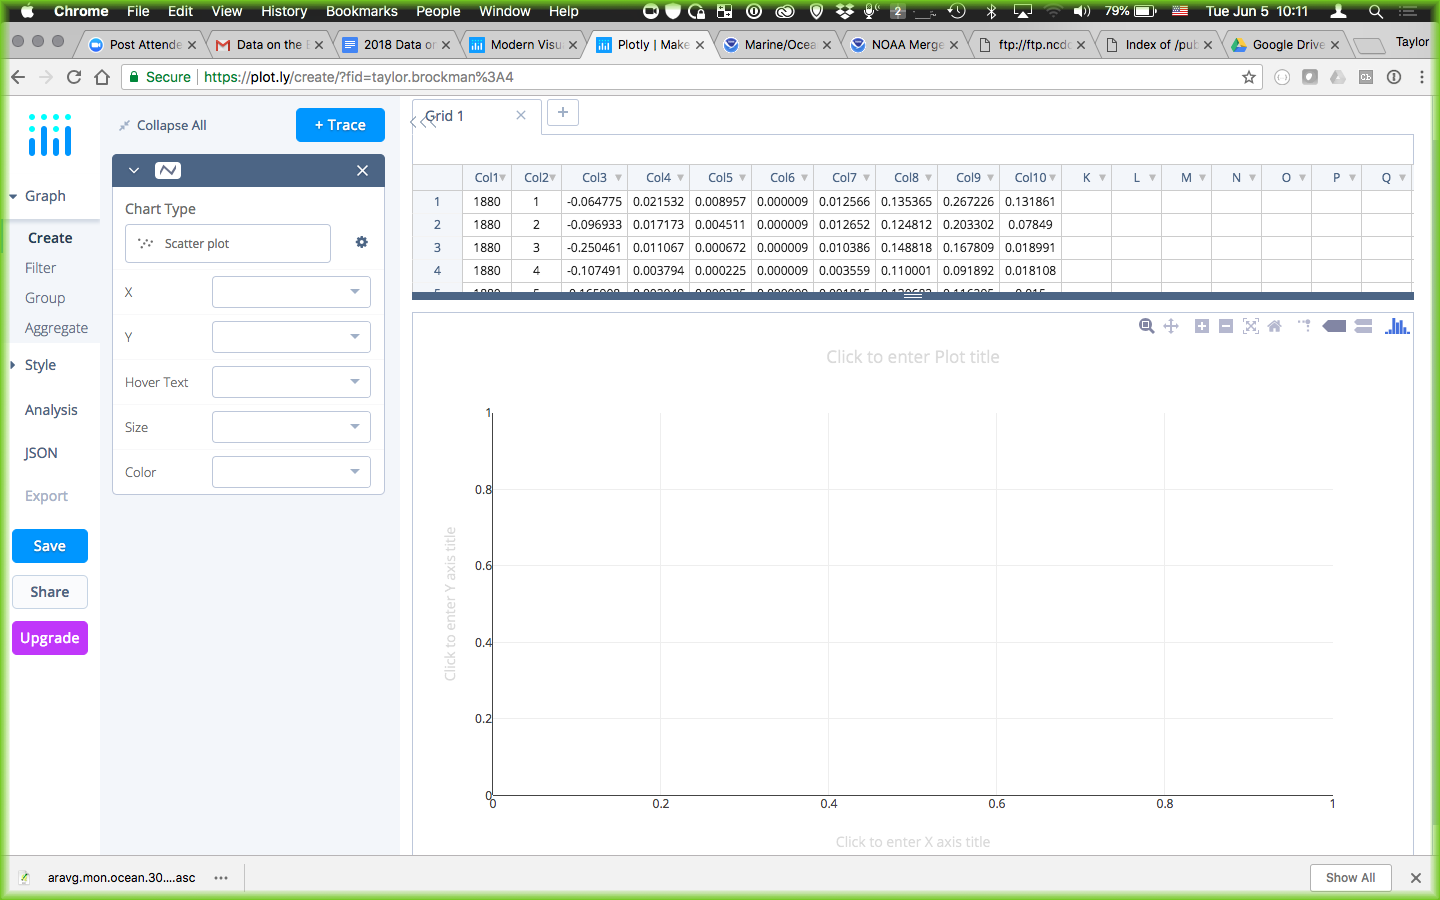 Chrome File Edit View History Bookmarks People Window Help 2 79% Tue Jun 5 10:11
Post Attende Data on the E 2018 Data or Modern Visu Plotly | Make Marine/Ocea NOAA Merge ftp://ftp.ncdc Index of /pub Google Drive Taylor
Secure https://plot.ly/create/?fid=taylor.brockman%3A4
Graph
Create
Filter
Group
Aggregate
Style
Analysis
JSON
Export
Save
Share
Upgrade
Collapse All + Trace
Chart Type
Scatter plot
X
Y
Hover Text
Size
Color
Grid 1 +
Col1 Col2 Col3 Col4 Col5 Col6 Col7 Col8 Col9 Col10 K L M N O P Q
1 1880 1 -0.064775 0.021532 0.008957 0.000009 0.012566 0.135365 0.267226 0.131861
2 1880 2 -0.096933 0.017173 0.004511 0.000009 0.012652 0.124812 0.203302 0.07849
3 1880 3 -0.250461 0.011067 0.000672 0.000009 0.010386 0.148818 0.167809 0.018991
4 1880 4 -0.107491 0.003794 0.000225 0.000009 0.003559 0.110001 0.091892 0.018108
Click to enter Plot title
1
0.8
0.6
0.4
0.2
0
Click to enter Y axis title
0 0.2 0.4 0.6 0.8 1
Click to enter X axis title
aravg.mon.ocean.30....asc
Show All